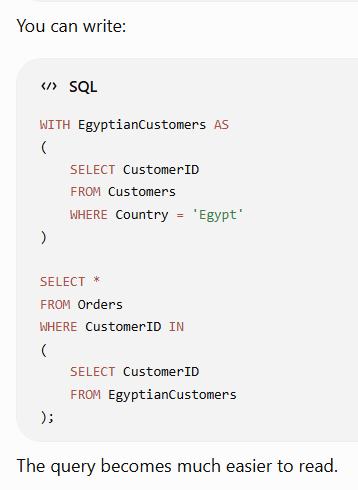 You can write:
</> SQL
WITH EgyptianCustomers AS
(
    SELECT CustomerID
    FROM Customers
    WHERE Country = 'Egypt'
)

SELECT *
FROM Orders
WHERE CustomerID IN
(
    SELECT CustomerID
    FROM EgyptianCustomers
);
The query becomes much easier to read.